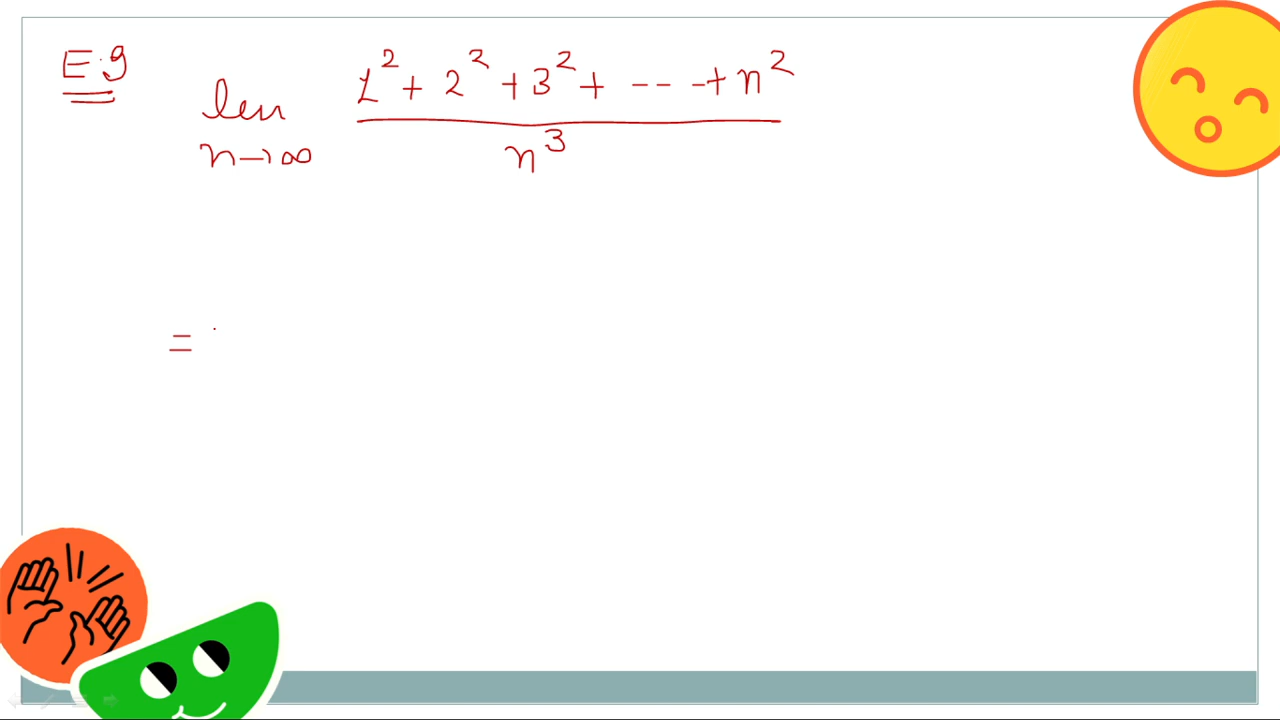 E.g
lim 1² + 2² + 3² + -- - + n²
n→∞ n³
=